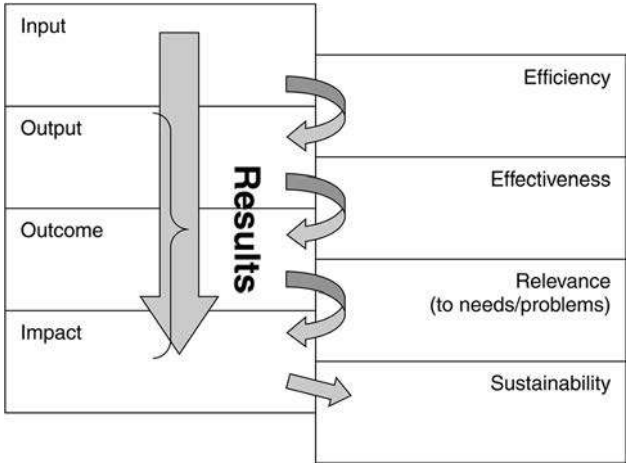 Input
Output
Outcome
Impact
Results
Efficiency
Effectiveness
Relevance
(to needs/problems)
Sustainability